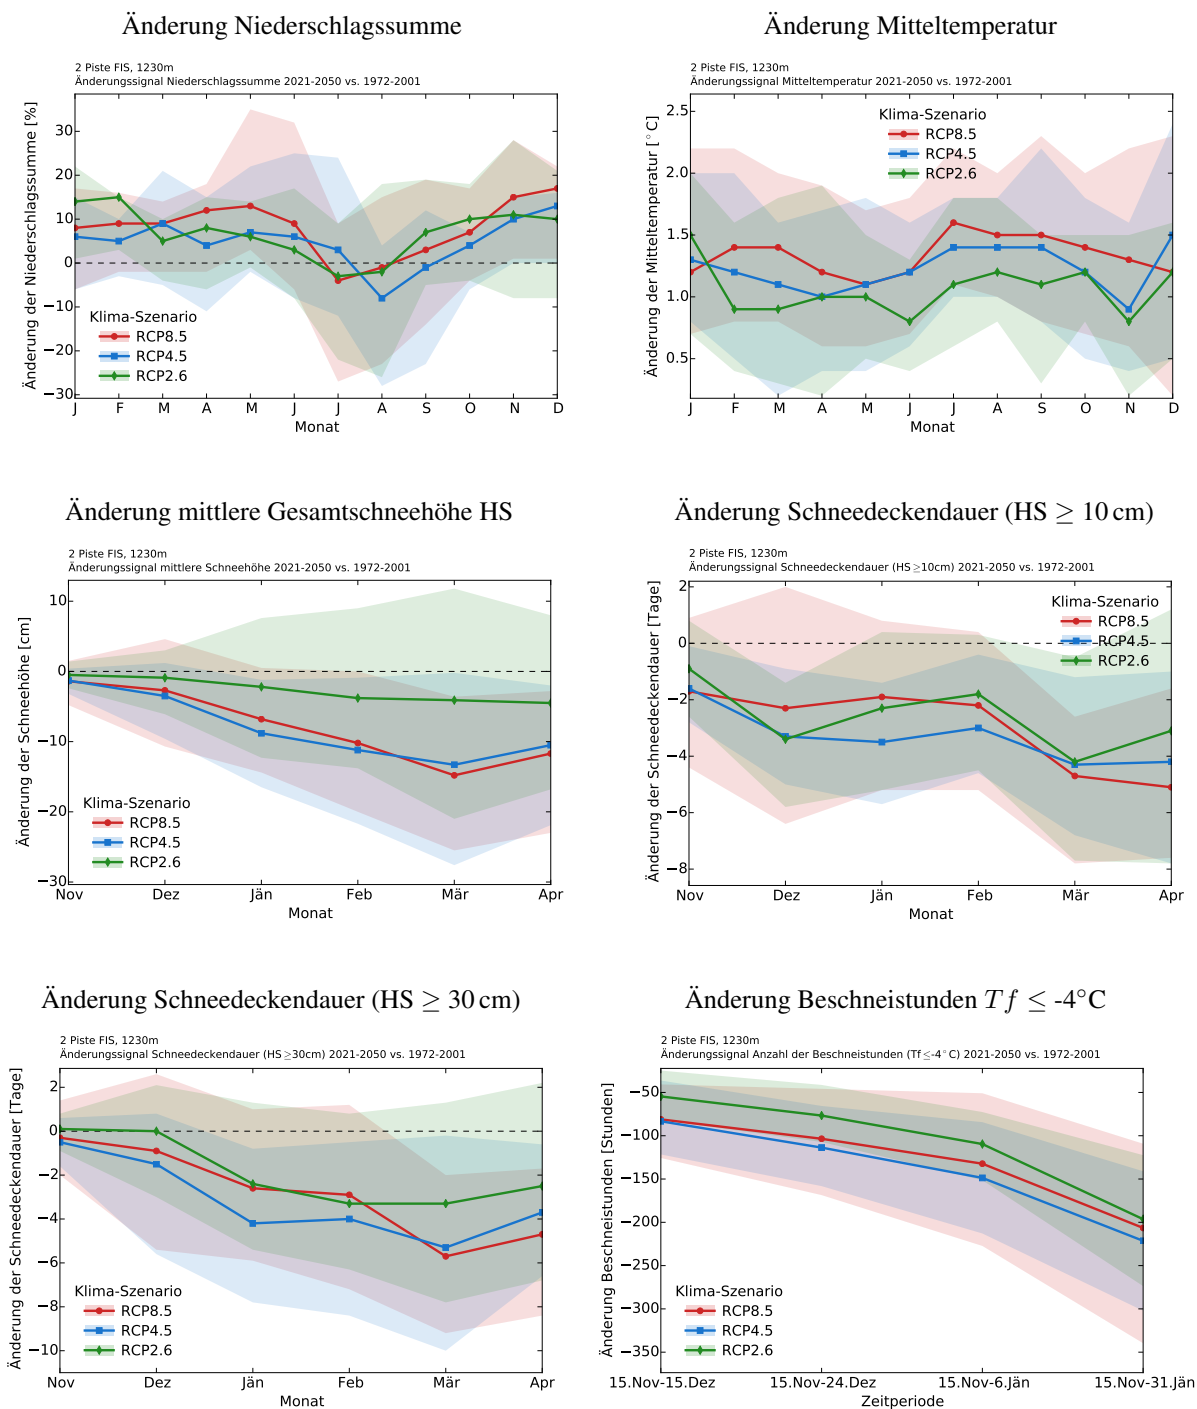 Änderung Niederschlagssumme
2 Piste FIS, 1230m
Änderungssignal Niederschlagssumme 2021-2050 vs. 1972-2001
Änderung der Niederschlagssumme [%]
30
20
10
0
−10
−20
−30
Klima-Szenario
RCP8.5
RCP4.5
RCP2.6
J F M A M J J A S O N D
Monat
Änderung Mitteltemperatur
2 Piste FIS, 1230m
Änderungssignal Mitteltemperatur 2021-2050 vs. 1972-2001
Änderung der Mitteltemperatur [°C]
2.5
2.0
1.5
1.0
0.5
Klima-Szenario
RCP8.5
RCP4.5
RCP2.6
J F M A M J J A S O N D
Monat
Änderung mittlere Gesamtschneehöhe HS
2 Piste FIS, 1230m
Änderungssignal mittlere Schneehöhe 2021-2050 vs. 1972-2001
Änderung der Schneehöhe [cm]
10
0
−10
−20
−30
Klima-Szenario
RCP8.5
RCP4.5
RCP2.6
Nov Dez Jän Feb Mär Apr
Monat
Änderung Schneedeckendauer (HS ≥ 10 cm)
2 Piste FIS, 1230m
Änderungssignal Schneedeckendauer (HS ≥10cm) 2021-2050 vs. 1972-2001
Änderung der Schneedeckendauer [Tage]
2
0
−2
−4
−6
−8
Klima-Szenario
RCP8.5
RCP4.5
RCP2.6
Nov Dez Jän Feb Mär Apr
Monat
Änderung Schneedeckendauer (HS ≥ 30 cm)
2 Piste FIS, 1230m
Änderungssignal Schneedeckendauer (HS ≥30cm) 2021-2050 vs. 1972-2001
Änderung der Schneedeckendauer [Tage]
2
0
−2
−4
−6
−8
−10
Klima-Szenario
RCP8.5
RCP4.5
RCP2.6
Nov Dez Jän Feb Mär Apr
Monat
Änderung Beschneistunden Tf ≤ -4°C
2 Piste FIS, 1230m
Änderungssignal Anzahl der Beschneistunden (Tf ≤-4°C) 2021-2050 vs. 1972-2001
Änderung Beschneistunden [Stunden]
−50
−100
−150
−200
−250
−300
−350
Klima-Szenario
RCP8.5
RCP4.5
RCP2.6
15.Nov-15.Dez 15.Nov-24.Dez 15.Nov-6.Jän 15.Nov-31.Jän
Zeitperiode